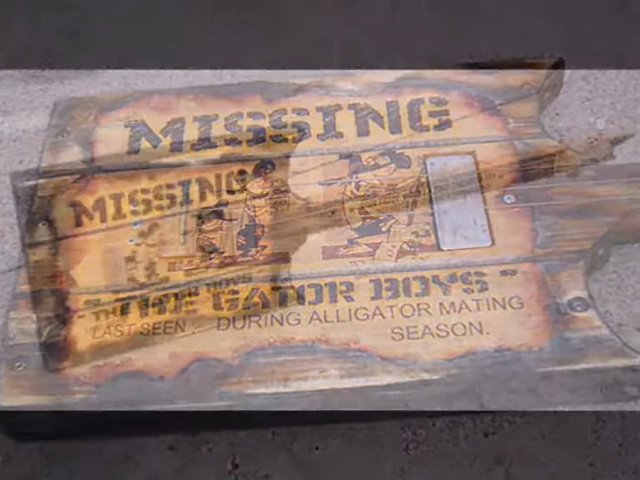 MISSING
MISSING
"THE GATOR BOYS"
"LAST SEEN DURING ALLIGATOR MATING
SEASON.